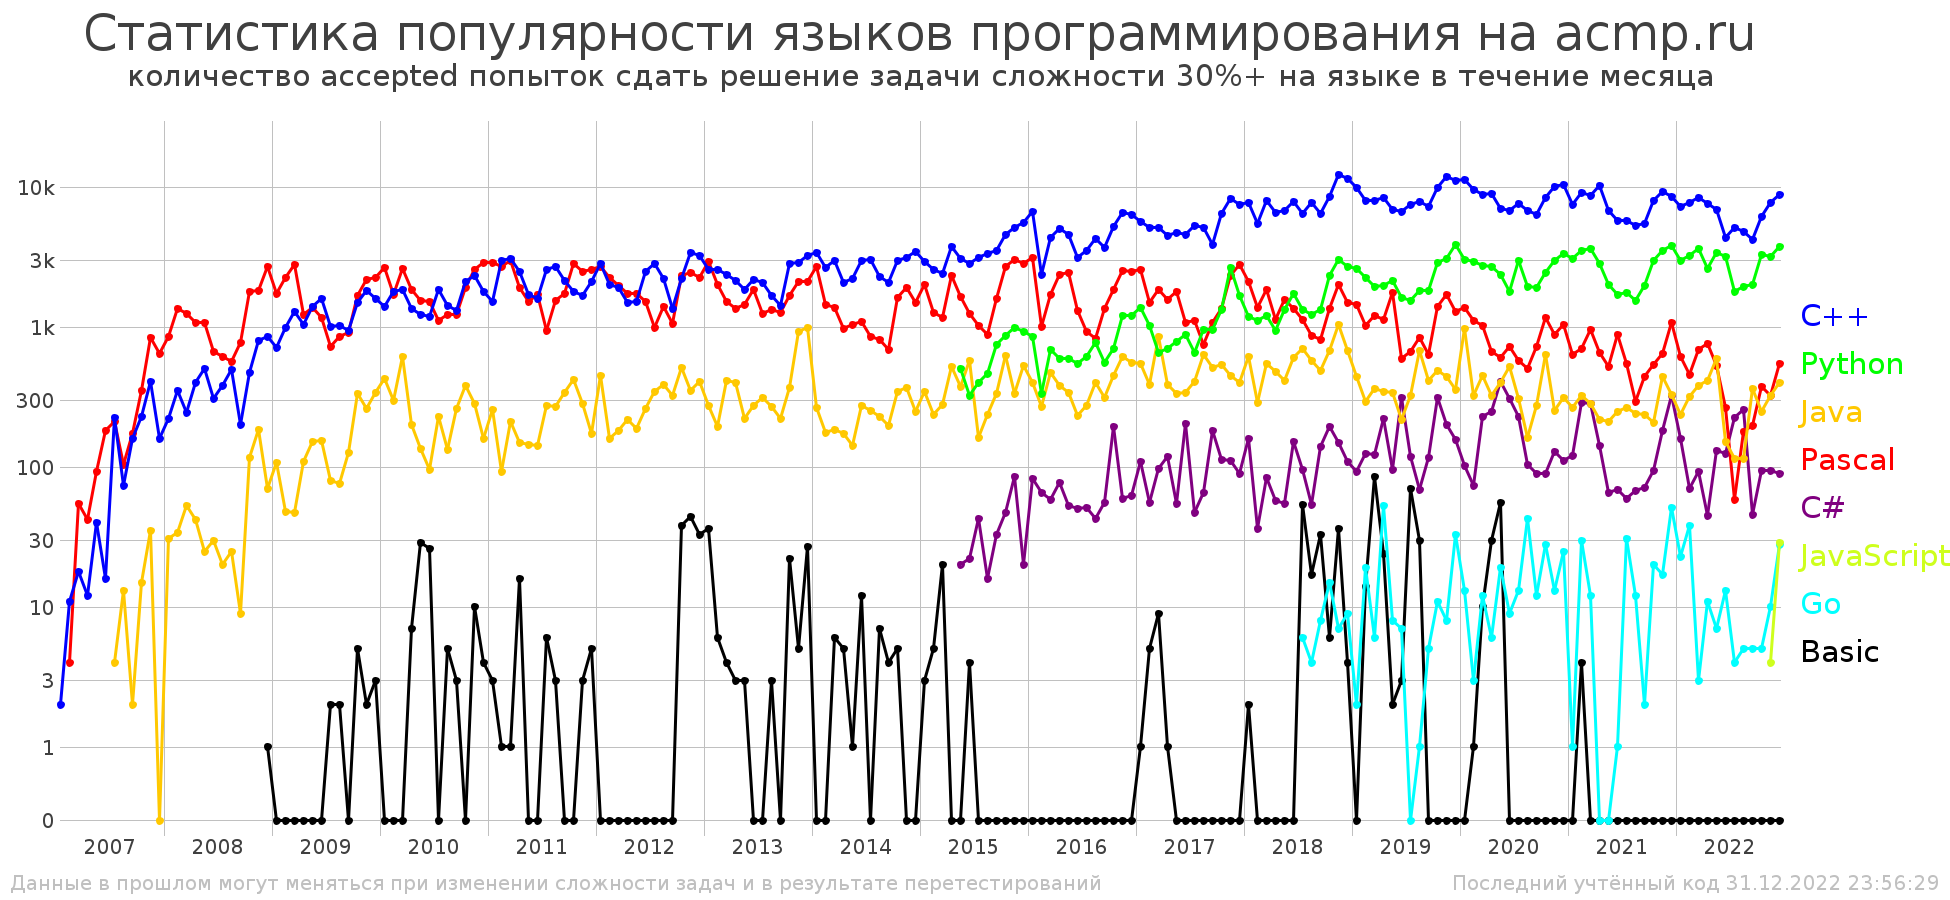 Статистика популярности языков программирования на acmp.ru
количество accepted попыток сдать решение задачи сложности 30%+ на языке в течение месяца
10k
3k
1k
300
100
30
10
3
1
0
C++
Python
Java
Pascal
C#
JavaScript
Go
Basic
2007 2008 2009 2010 2011 2012 2013 2014 2015 2016 2017 2018 2019 2020 2021 2022
Данные в прошлом могут меняться при изменении сложности задач и в результате перетестирований
Последний учтённый код 31.12.2022 23:56:29